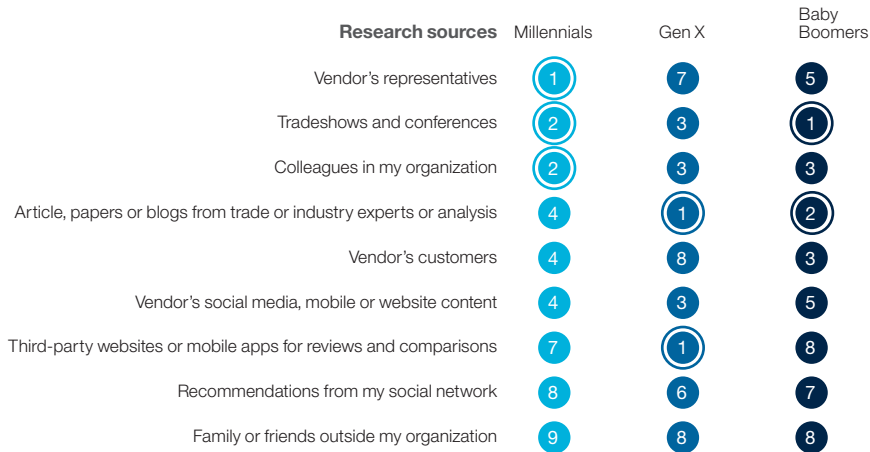 Research sources Millennials Gen X Baby
Boomers
Vendor's representatives 1 7 5
Tradeshows and conferences 2 3 1
Colleagues in my organization 2 3 3
Article, papers or blogs from trade or industry experts or analysis 4 1 2
Vendor's customers 4 8 3
Vendor's social media, mobile or website content 4 3 5
Third-party websites or mobile apps for reviews and comparisons 7 1 8
Recommendations from my social network 8 6 7
Family or friends outside my organization 9 8 8